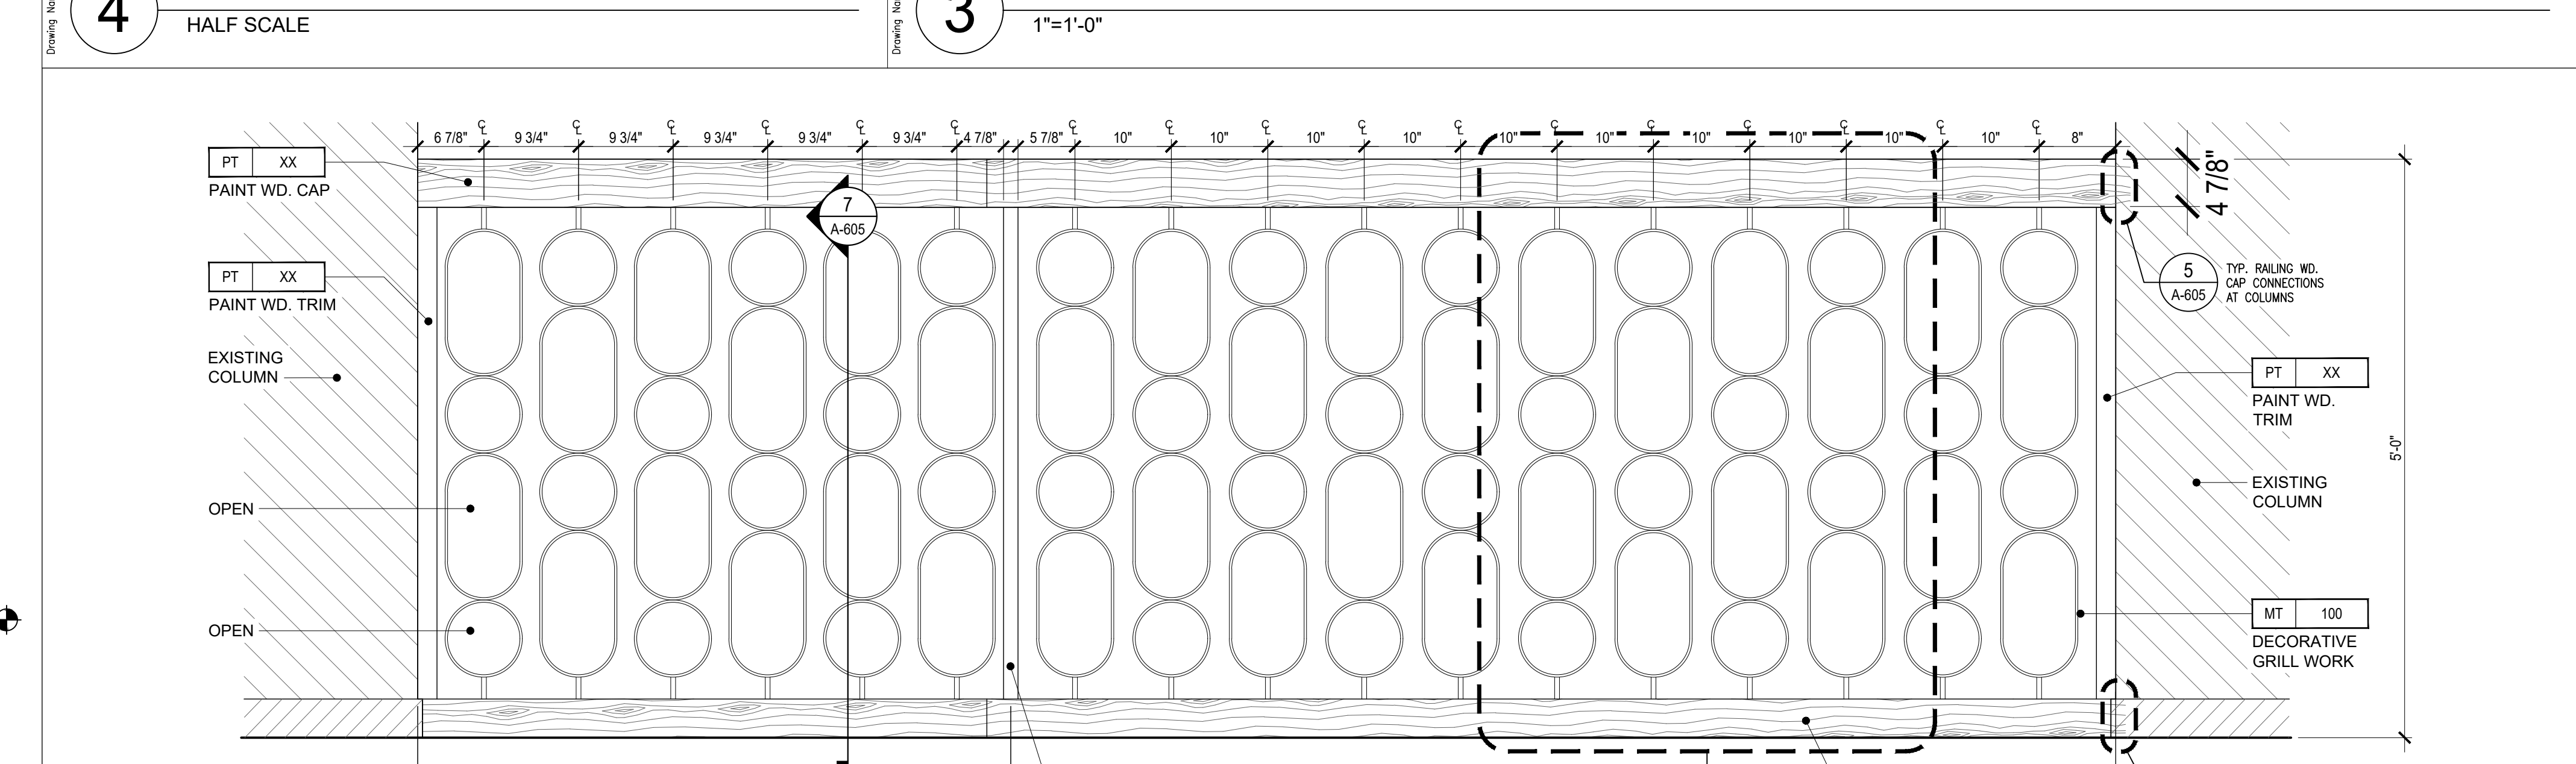 4
HALF SCALE
3
1"=1'-0"
6 7/8" ℄ 9 3/4" ℄ 9 3/4" ℄ 9 3/4" ℄ 9 3/4" ℄ 9 3/4" ℄ 4 7/8" 5 7/8" ℄ 10" ℄ 10" ℄ 10" ℄ 10" ℄ 10" ℄ 10" ℄ 10" ℄ 10" ℄ 10" ℄ 10" ℄ 8"
PT XX
PAINT WD. CAP
PT XX
PAINT WD. TRIM
EXISTING
COLUMN
OPEN
OPEN
7
A-605
4 7/8"
5
A-605
TYP. RAILING WD.
CAP CONNECTIONS
AT COLUMNS
PT XX
PAINT WD.
TRIM
5'-0"
EXISTING
COLUMN
MT 100
DECORATIVE
GRILL WORK